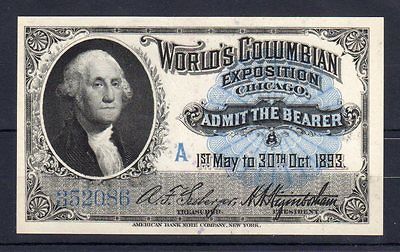 WORLD'S COLUMBIAN
EXPOSITION
CHICAGO.
ADMIT THE BEARER
A
1ST May to 30TH Oct. 1893.
352086
TREASURER PRESIDENT
AMERICAN BANK NOTE COMPANY, NEW YORK.